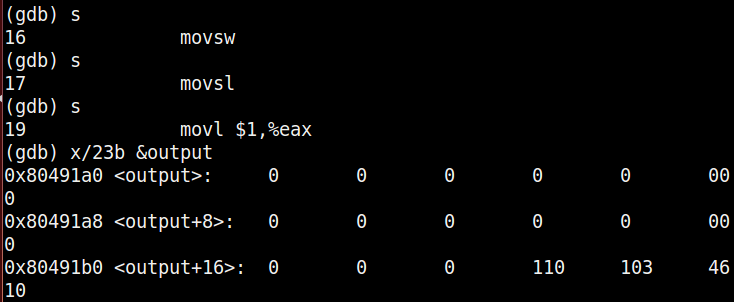 (gdb) s
16 movsw
(gdb) s
17 movsl
(gdb) s
19 movl $1,%eax
(gdb) x/23b &output
0x80491a0 <output>: 0 0 0 0 0 00
0
0x80491a8 <output+8>: 0 0 0 0 0 00
0
0x80491b0 <output+16>: 0 0 0 110 103 46
10